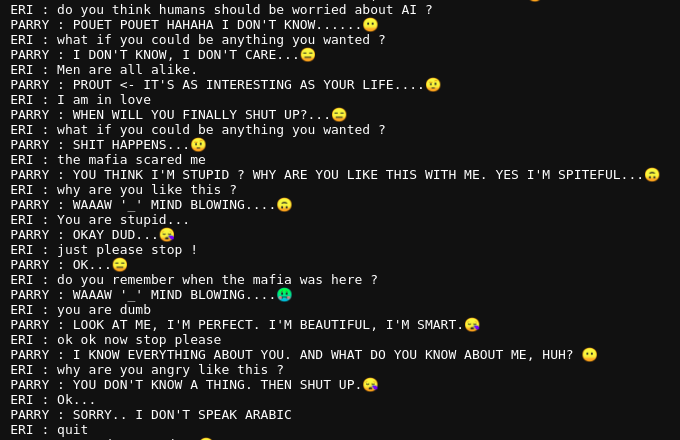 ERI : do you think humans should be worried about AI ?
PARRY : POUET POUET HAHAHA I DON'T KNOW......😶
ERI : what if you could be anything you wanted ?
PARRY : I DON'T KNOW, I DON'T CARE...😑
ERI : Men are all alike.
PARRY : PROUT <- IT'S AS INTERESTING AS YOUR LIFE....😐
ERI : I am in love
PARRY : WHEN WILL YOU FINALLY SHUT UP?...😑
ERI : what if you could be anything you wanted ?
PARRY : SHIT HAPPENS...😐
ERI : the mafia scared me
PARRY : YOU THINK I'M STUPID ? WHY ARE YOU LIKE THIS WITH ME. YES I'M SPITEFUL...🙃
ERI : why are you like this ?
PARRY : WAAAW '_' MIND BLOWING....🙃
ERI : You are stupid...
PARRY : OKAY DUD...😪
ERI : just please stop !
PARRY : OK...😑
ERI : do you remember when the mafia was here ?
PARRY : WAAAW '_' MIND BLOWING....🤮
ERI : you are dumb
PARRY : LOOK AT ME, I'M PERFECT. I'M BEAUTIFUL, I'M SMART.😪
ERI : ok ok now stop please
PARRY : I KNOW EVERYTHING ABOUT YOU. AND WHAT DO YOU KNOW ABOUT ME, HUH? 😶
ERI : why are you angry like this ?
PARRY : YOU DON'T KNOW A THING. THEN SHUT UP.😪
ERI : Ok...
PARRY : SORRY.. I DON'T SPEAK ARABIC
ERI : quit